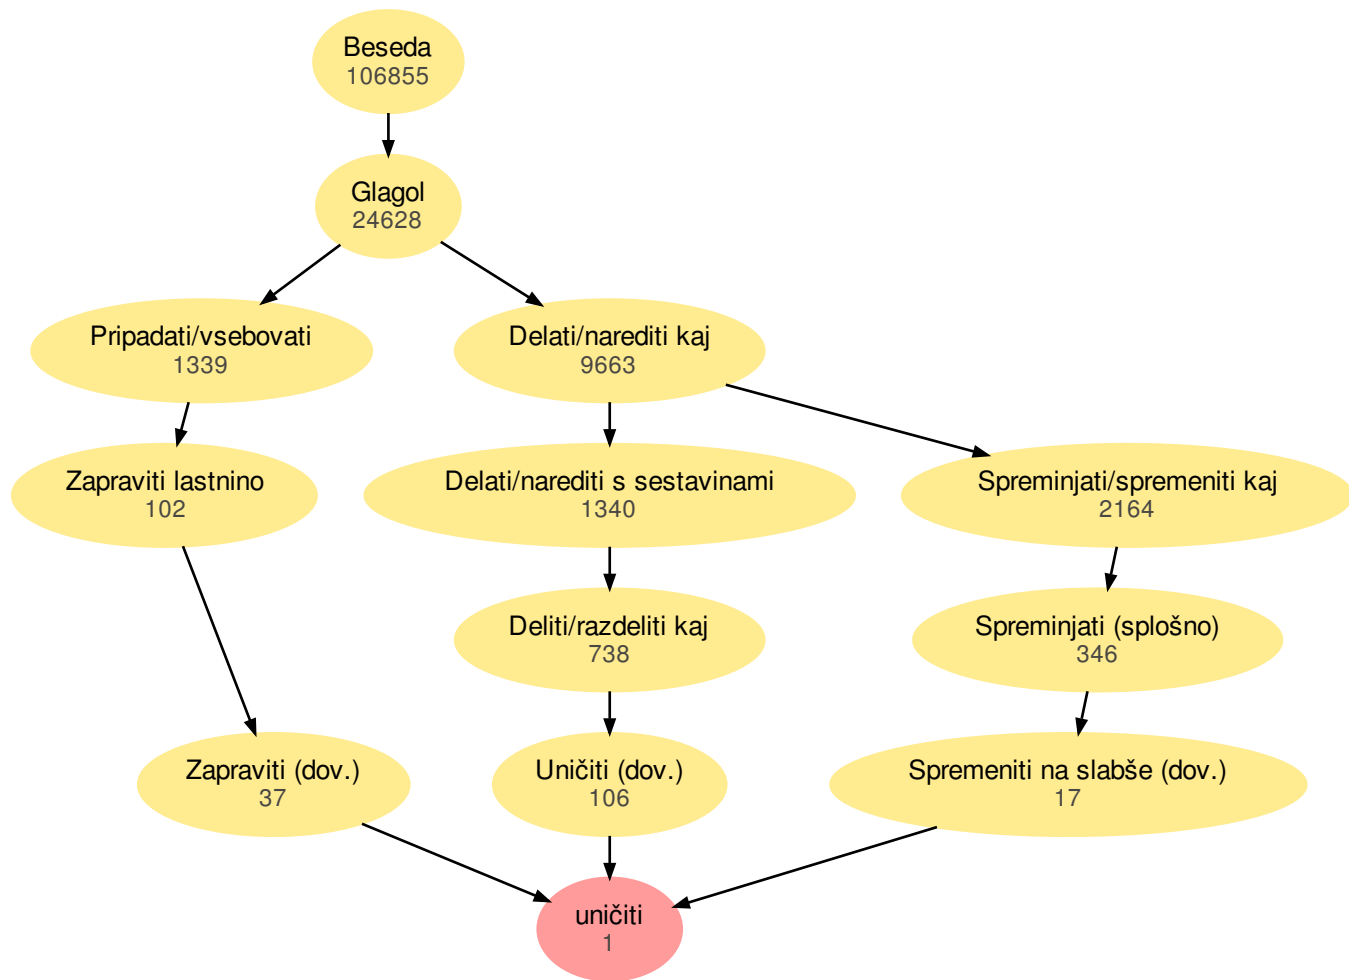 Beseda
106855
Glagol
24628
Pripadati/vsebovati
1339
Delati/narediti kaj
9663
Zapraviti lastnino
102
Delati/narediti s sestavinami
1340
Spreminjati/spremeniti kaj
2164
Deliti/razdeliti kaj
738
Spreminjati (splošno)
346
Zapraviti (dov.)
37
Uničiti (dov.)
106
Spremeniti na slabše (dov.)
17
uničiti
1